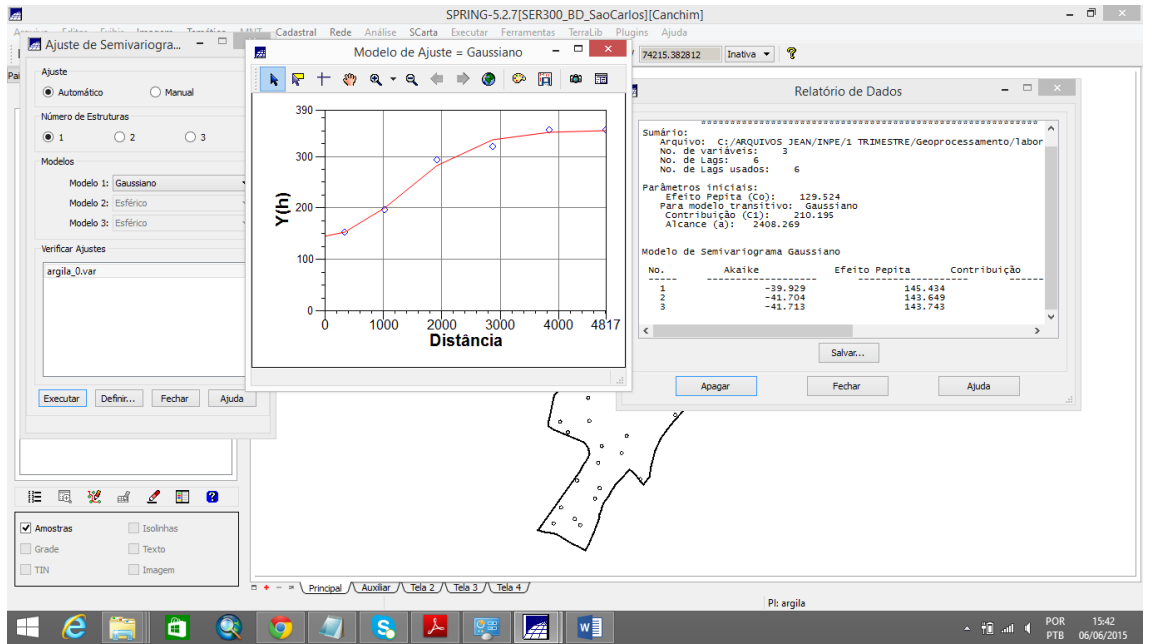 SPRING-5.2.7[SER300_BD_SaoCarlos][Canchim]
Cadastral Rede Análise SCarta Executar Ferramentas TerraLib Plugins Ajuda
74215.382812 Inativa
Ajuste de Semivariogra...
Ajuste
Automático Manual
Número de Estruturas
1 2 3
Modelos
Modelo 1: Gaussiano
Modelo 2: Esférico
Modelo 3: Esférico
Verificar Ajustes
argila_0.var
Executar Definir... Fechar Ajuda
Modelo de Ajuste = Gaussiano
390
300
200
100
0
Y(h)
0 1000 2000 3000 4000 4817
Distância
Relatório de Dados
Sumário:
Arquivo: C:/ARQUIVOS JEAN/INPE/1 TRIMESTRE/Geoprocessamento/labor
No. de variáveis: 3
No. de Lags: 6
No. de Lags usados: 6
Parâmetros iniciais:
Efeito Pepita (Co): 129.524
Para modelo transitivo: Gaussiano
Contribuição (C1): 210.195
Alcance (a): 2408.269
Modelo de Semivariograma Gaussiano
No. Akaike Efeito Pepita Contribuição
1 -39.929 145.434
2 -41.704 143.649
3 -41.713 143.743
Salvar...
Apagar Fechar Ajuda
Amostras Isolinhas
Grade Texto
TIN Imagem
Principal Auxiliar Tela 2 Tela 3 Tela 4
PI: argila
POR 15:42
PTB 06/06/2015